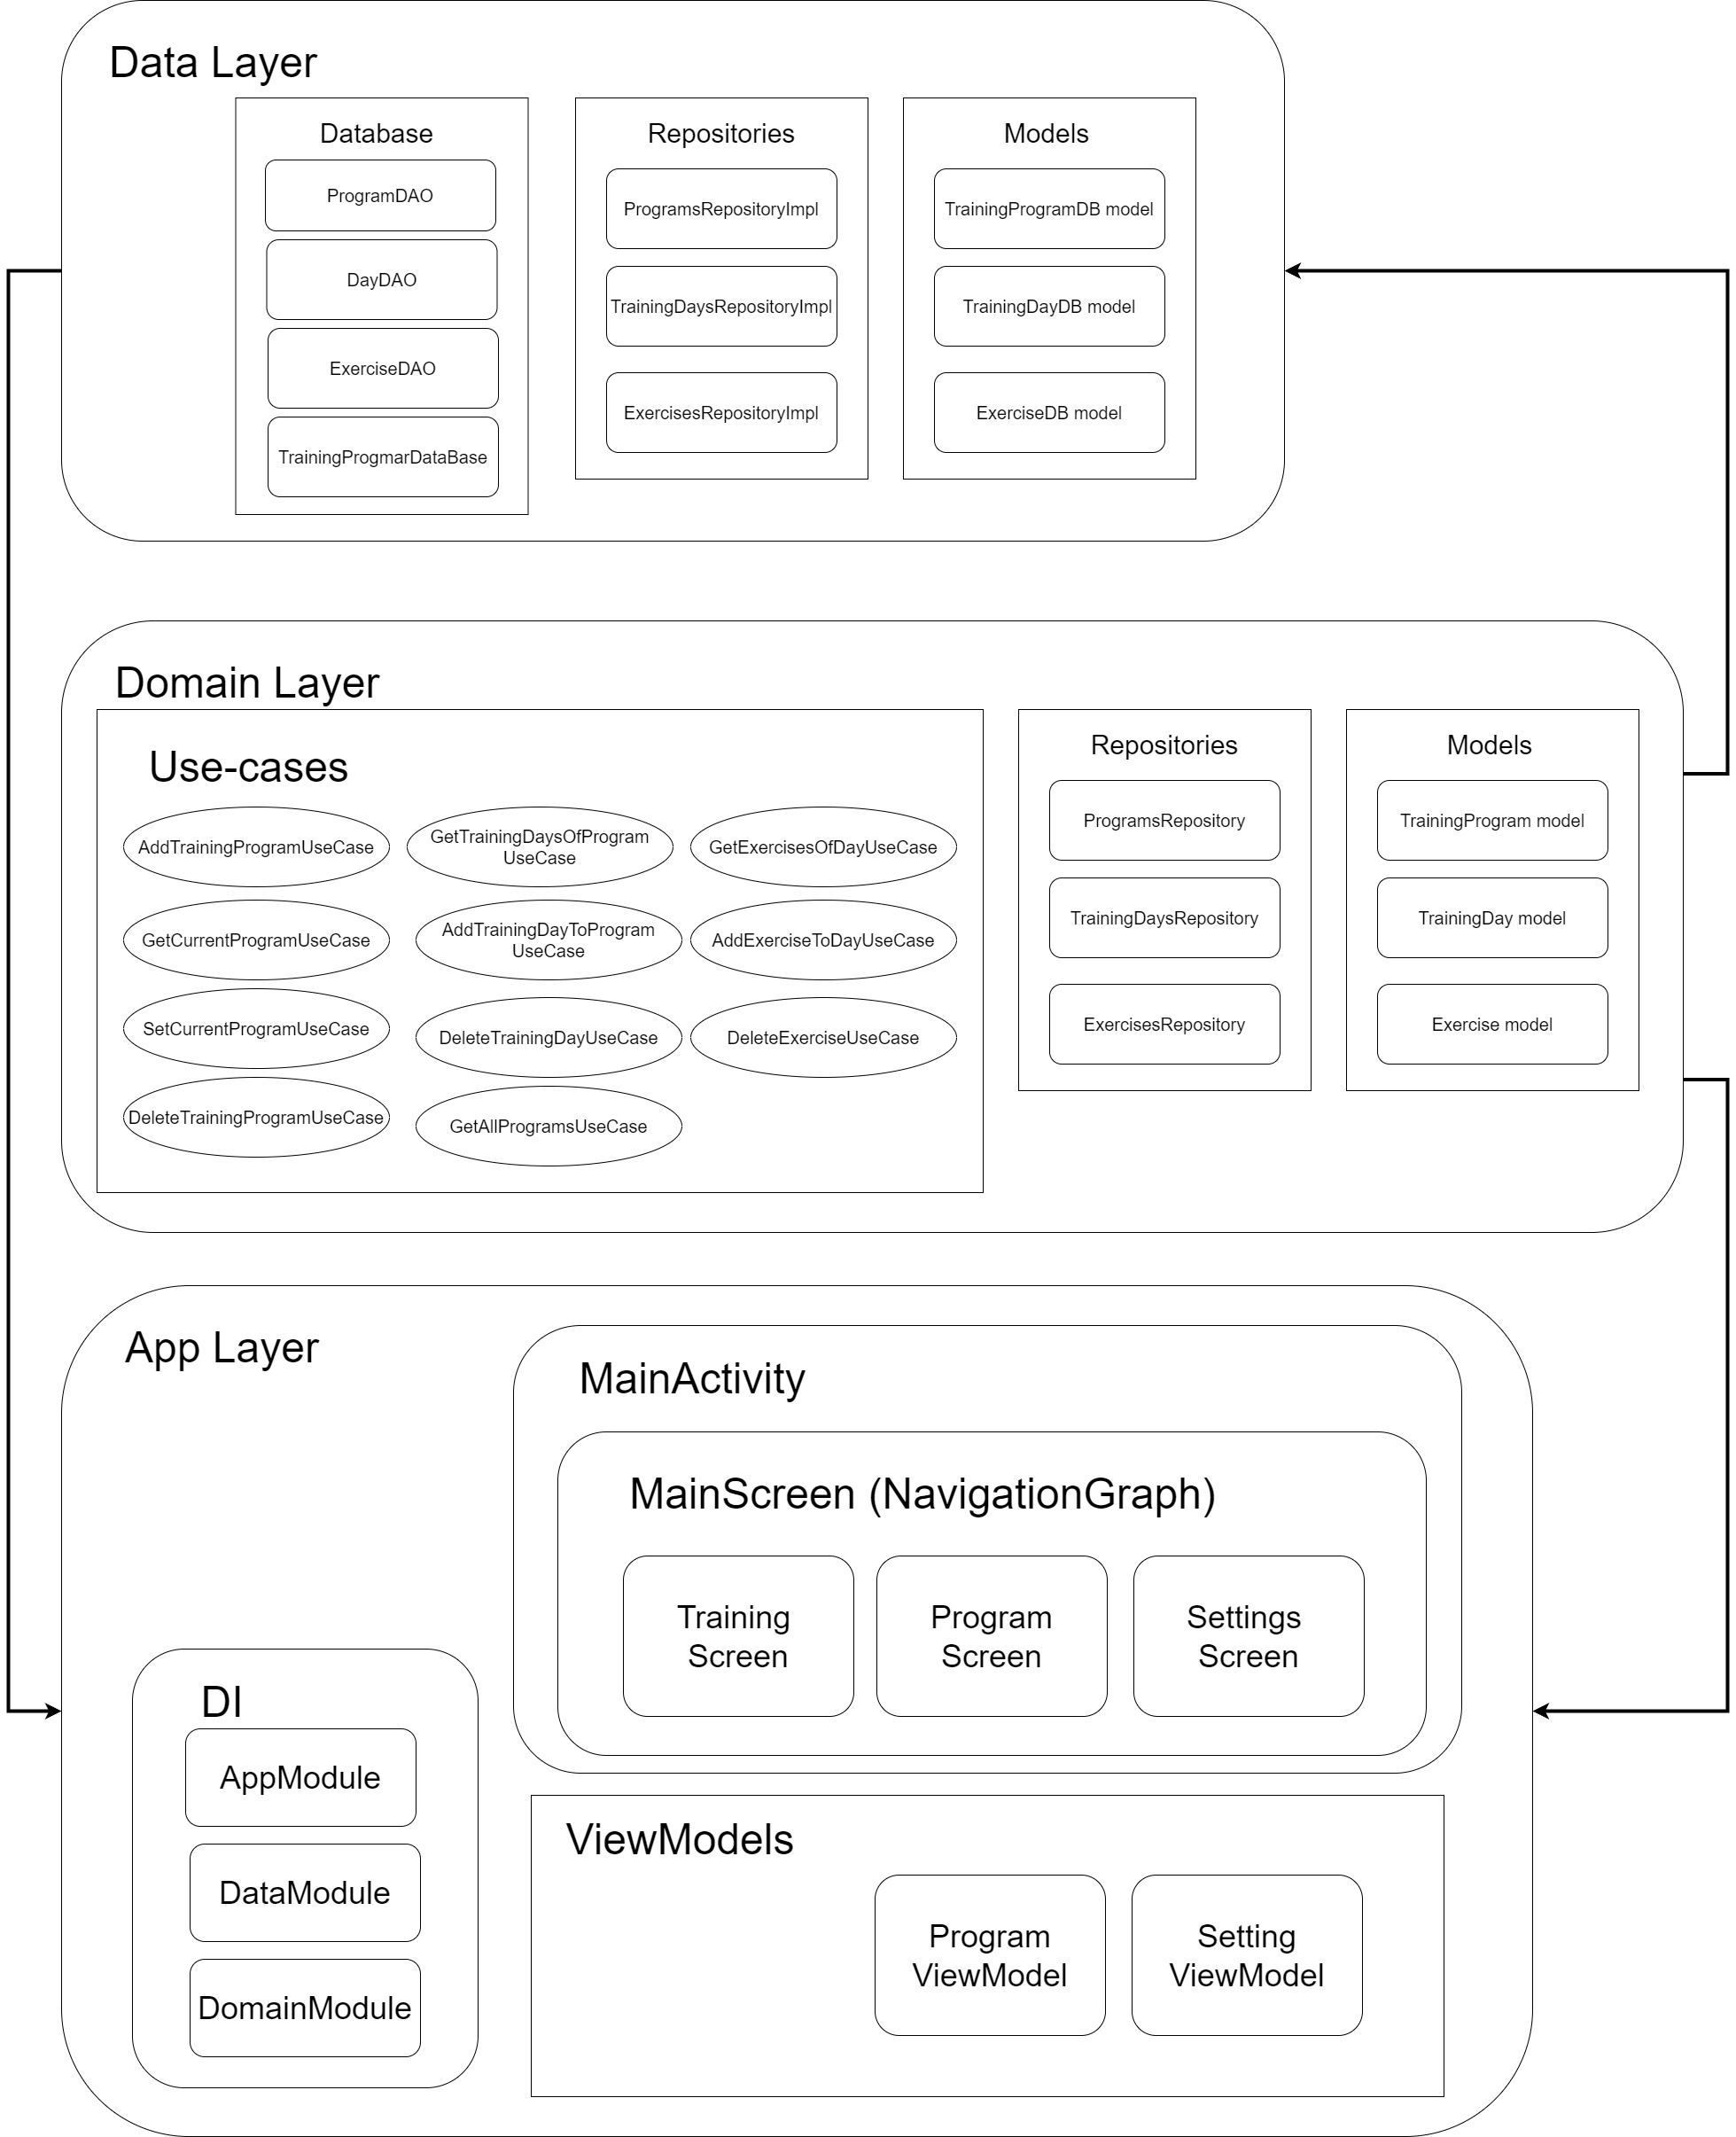 Data Layer
Database
ProgramDAO
DayDAO
ExerciseDAO
TrainingProgmarDataBase
Repositories
ProgramsRepositoryImpl
TrainingDaysRepositoryImpl
ExercisesRepositoryImpl
Models
TrainingProgramDB model
TrainingDayDB model
ExerciseDB model
Domain Layer
Use-cases
AddTrainingProgramUseCase
GetCurrentProgramUseCase
SetCurrentProgramUseCase
DeleteTrainingProgramUseCase
GetTrainingDaysOfProgram
UseCase
AddTrainingDayToProgram
UseCase
DeleteTrainingDayUseCase
GetAllProgramsUseCase
GetExercisesOfDayUseCase
AddExerciseToDayUseCase
DeleteExerciseUseCase
Repositories
ProgramsRepository
TrainingDaysRepository
ExercisesRepository
Models
TrainingProgram model
TrainingDay model
Exercise model
App Layer
MainActivity
MainScreen (NavigationGraph)
Training
Screen
Program
Screen
Settings
Screen
DI
AppModule
DataModule
DomainModule
ViewModels
Program
ViewModel
Setting
ViewModel